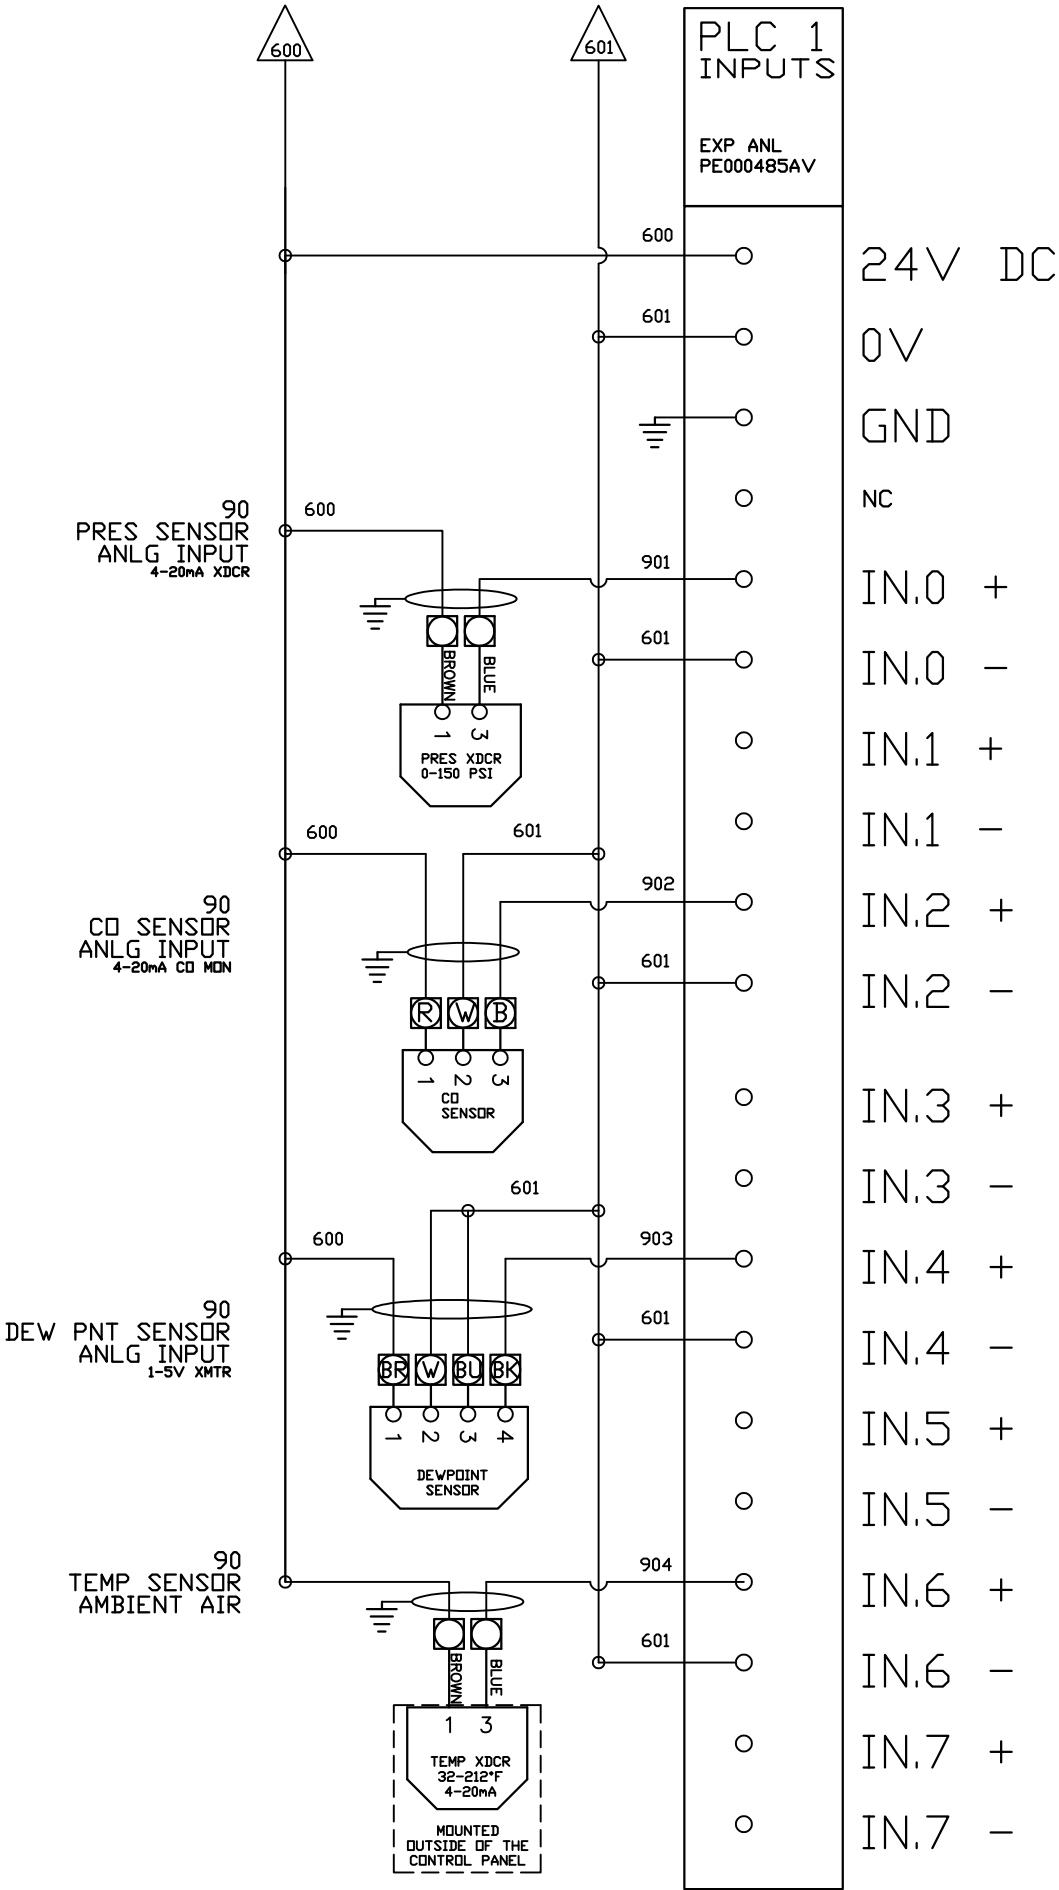 600
601
PLC 1
INPUTS
EXP ANL
PE000485AV
600
24V DC
601
0V
GND
NC
90
PRES SENSOR
ANLG INPUT
4-20mA XDCR
600
901
IN.0 +
601
IN.0 -
BROWN
BLUE
1
3
PRES XDCR
0-150 PSI
IN.1 +
IN.1 -
600
601
90
CO SENSOR
ANLG INPUT
4-20mA CO MON
902
IN.2 +
601
IN.2 -
R
W
B
1
2
3
CO
SENSOR
IN.3 +
IN.3 -
601
600
903
IN.4 +
90
DEW PNT SENSOR
ANLG INPUT
1-5V XMTR
601
IN.4 -
BR
W
BU
BK
1
2
3
4
DEWPOINT
SENSOR
IN.5 +
IN.5 -
90
TEMP SENSOR
AMBIENT AIR
904
IN.6 +
601
IN.6 -
BROWN
BLUE
1 3
TEMP XDCR
32-212°F
4-20mA
MOUNTED
OUTSIDE OF THE
CONTROL PANEL
IN.7 +
IN.7 -